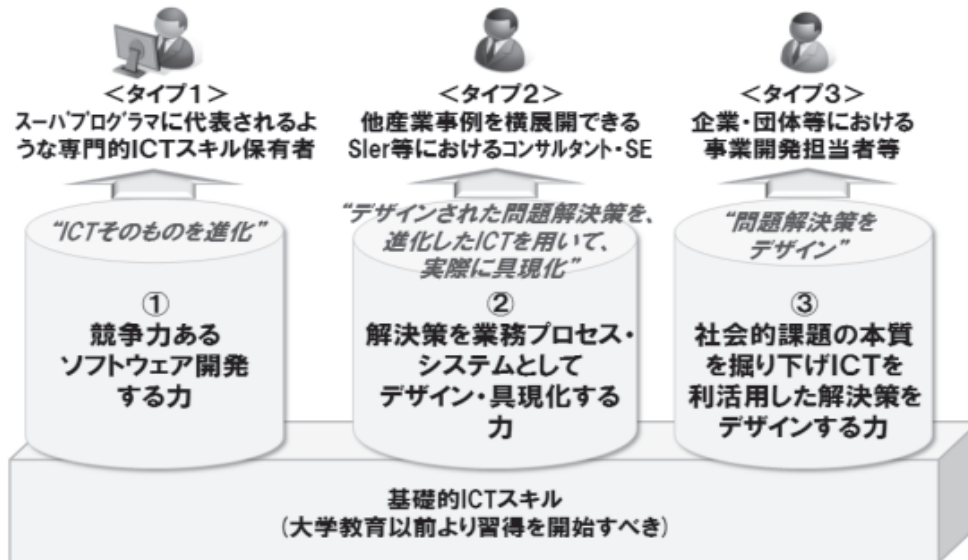 <タイプ1>
スーパプログラマに代表されるよ
うな専門的ICTスキル保有者
<タイプ2>
他産業事例を横展開できる
SIer等におけるコンサルタント・SE
<タイプ3>
企業・団体等における
事業開発担当者等
“ICTそのものを進化”
①
競争力ある
ソフトウェア開発
する力
“デザインされた問題解決策を、
進化したICTを用いて、
実際に具現化”
②
解決策を業務プロセス・
システムとして
デザイン・具現化する
力
“問題解決策を
デザイン”
③
社会的課題の本質
を掘り下げICTを
利活用した解決策を
デザインする力
基礎的ICTスキル
(大学教育以前より習得を開始すべき)